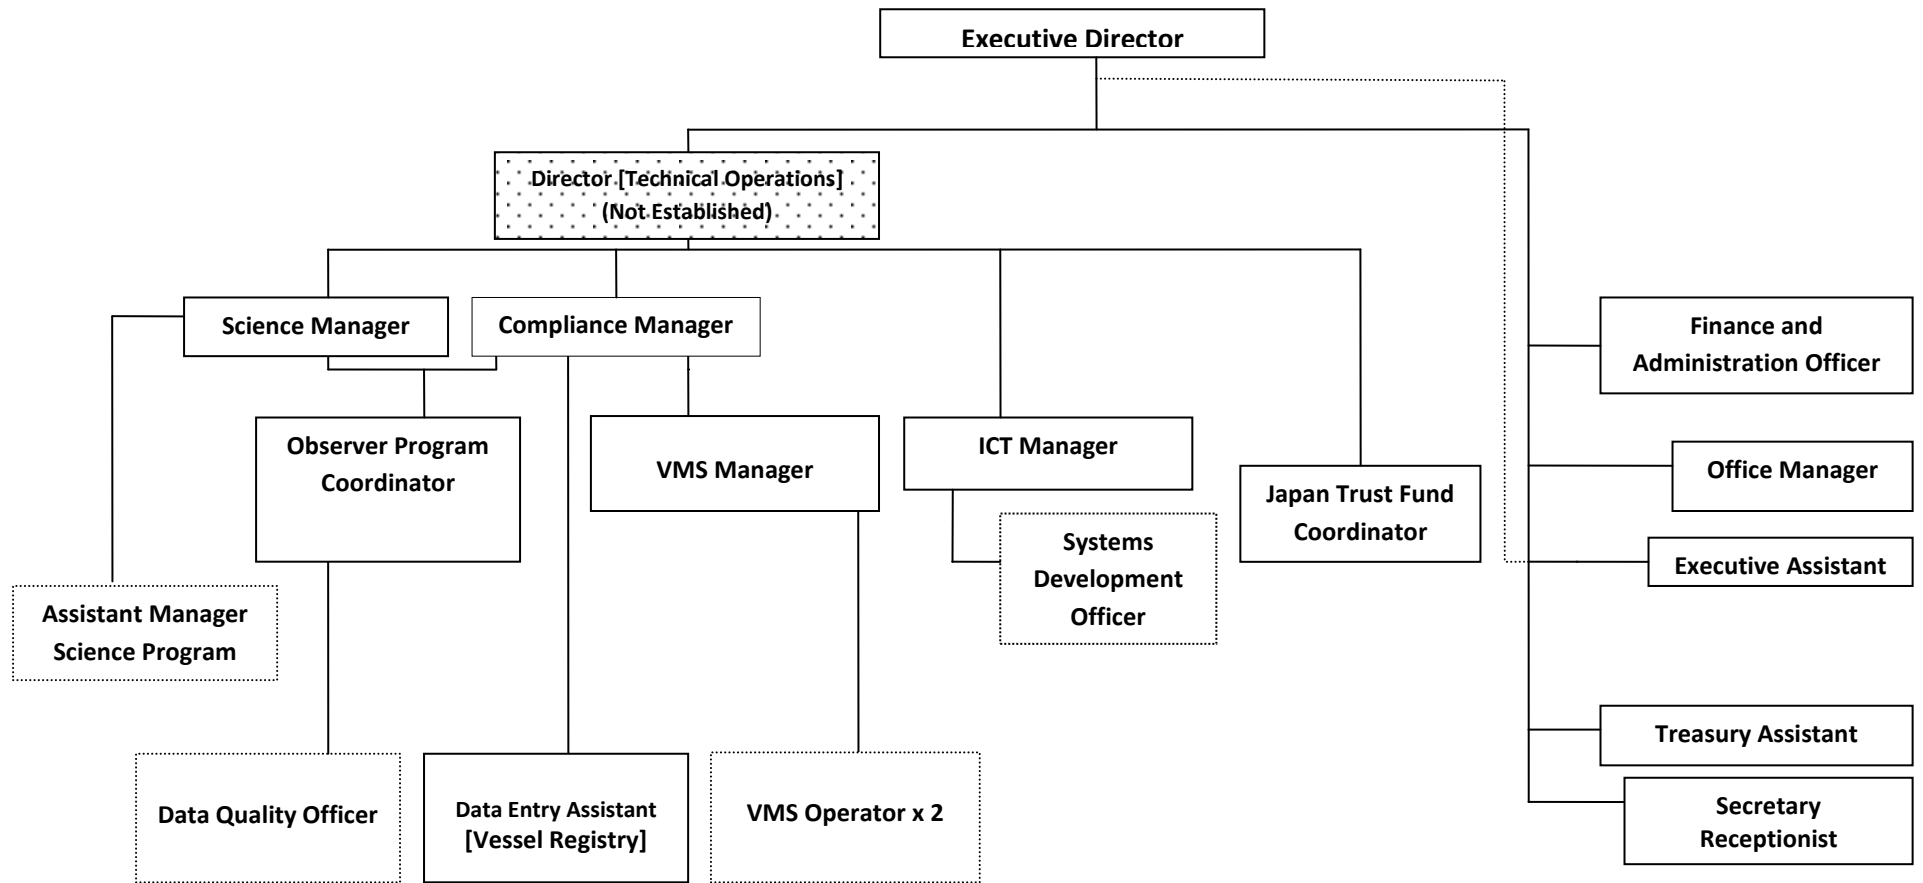 Executive Director
Director [Technical Operations]
(Not Established)
Science Manager
Compliance Manager
Finance and
Administration Officer
Observer Program
Coordinator
VMS Manager
ICT Manager
Japan Trust Fund
Coordinator
Office Manager
Systems
Development
Officer
Executive Assistant
Assistant Manager
Science Program
Treasury Assistant
Data Quality Officer
Data Entry Assistant
[Vessel Registry]
VMS Operator x 2
Secretary
Receptionist